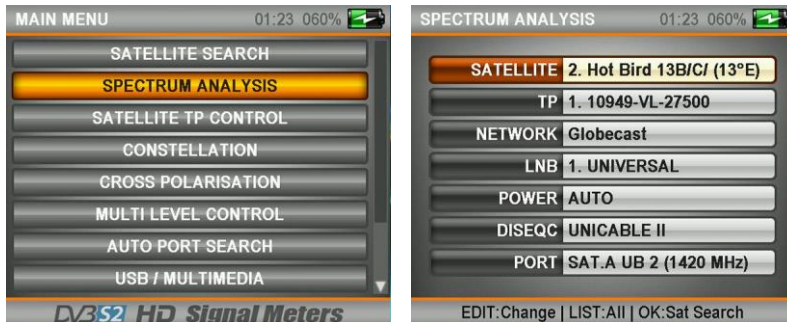 MAIN MENU 01:23 060%
SATELLITE SEARCH
SPECTRUM ANALYSIS
SATELLITE TP CONTROL
CONSTELLATION
CROSS POLARISATION
MULTI LEVEL CONTROL
AUTO PORT SEARCH
USB / MULTIMEDIA
DVB S2 HD Signal Meters
SPECTRUM ANALYSIS 01:23 060%
SATELLITE 2. Hot Bird 13B/C/ (13°E)
TP 1. 10949-VL-27500
NETWORK Globecast
LNB 1. UNIVERSAL
POWER AUTO
DISEQC UNICABLE II
PORT SAT.A UB 2 (1420 MHz)
EDIT:Change | LIST:All | OK:Sat Search